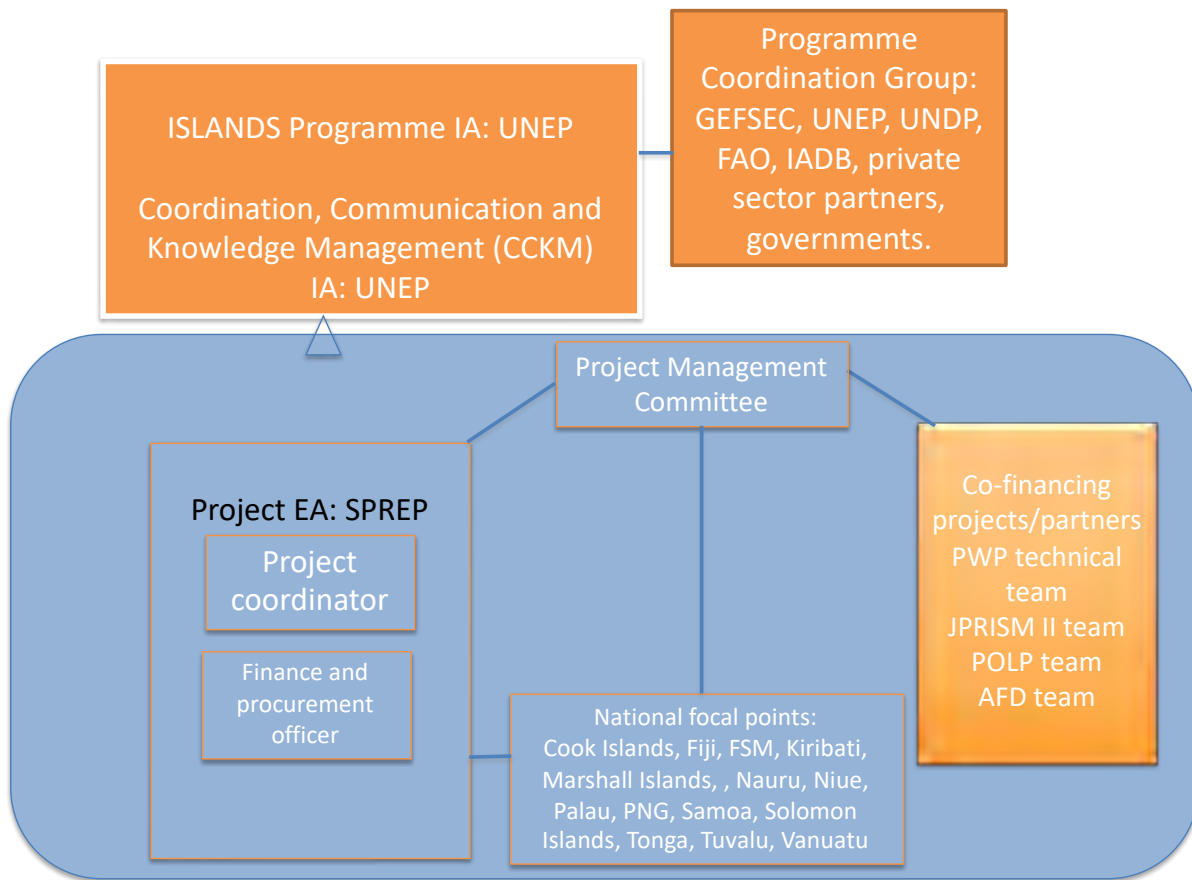 ISLANDS Programme IA: UNEP
Coordination, Communication and
Knowledge Management (CCKM)
IA: UNEP
Programme
Coordination Group:
GEFSEC, UNEP, UNDP,
FAO, IADB, private
sector partners,
governments.
Project Management
Committee
Project EA: SPREP
Project
coordinator
Finance and
procurement
officer
National focal points:
Cook Islands, Fiji, FSM, Kiribati,
Marshall Islands, , Nauru, Niue,
Palau, PNG, Samoa, Solomon
Islands, Tonga, Tuvalu, Vanuatu
Co-financing
projects/partners
PWP technical
team
JPRISM II team
POLP team
AFD team